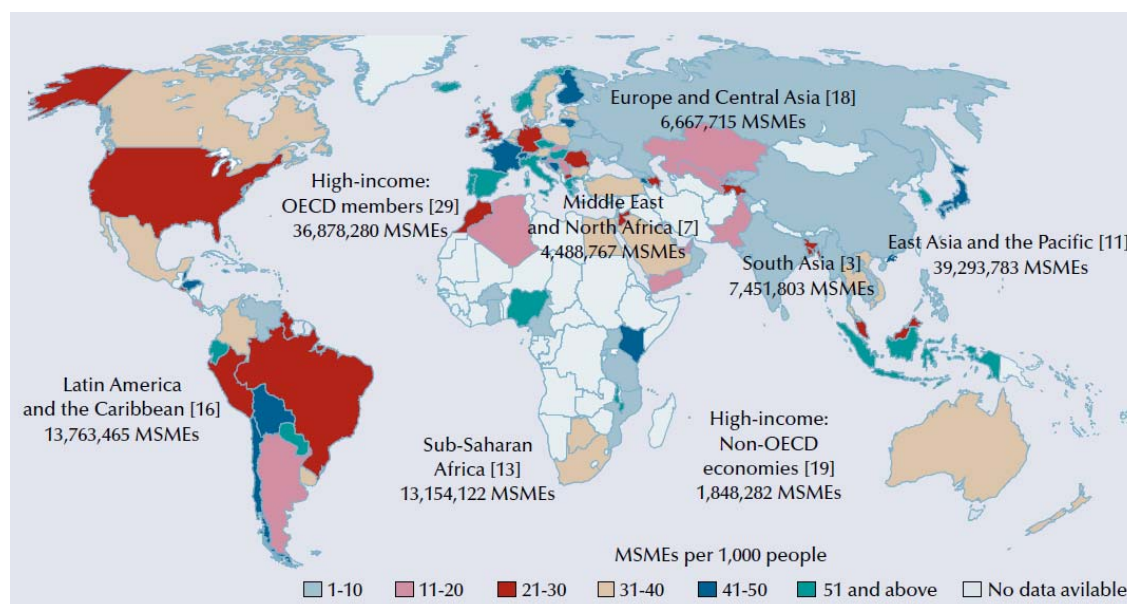 Europe and Central Asia [18]
6,667,715 MSMEs
High-income:
OECD members [29]
36,878,280 MSMEs
Middle East
and North Africa [7]
4,488,767 MSMEs
South Asia [3]
7,451,803 MSMEs
East Asia and the Pacific [11]
39,293,783 MSMEs
Latin America
and the Caribbean [16]
13,763,465 MSMEs
Sub-Saharan
Africa [13]
13,154,122 MSMEs
High-income:
Non-OECD
economies [19]
1,848,282 MSMEs
MSMEs per 1,000 people
1-10 11-20 21-30 31-40 41-50 51 and above No data avilable